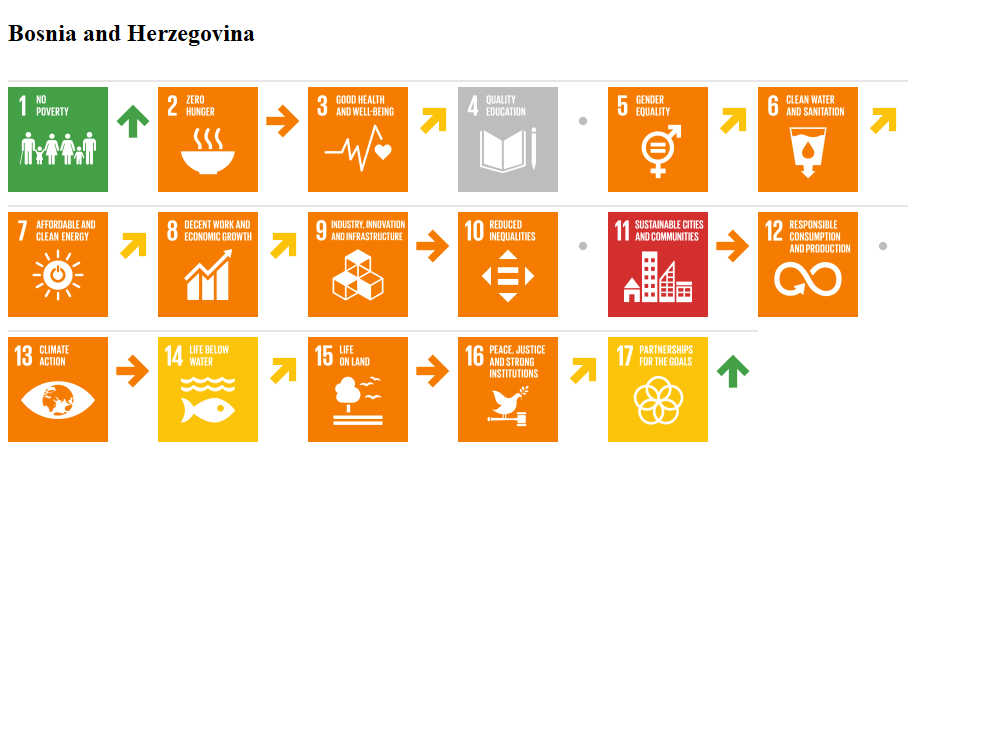 Bosnia and Herzegovina
1 NO
POVERTY
2 ZERO
HUNGER
3 GOOD HEALTH
AND WELL-BEING
4 QUALITY
EDUCATION
5 GENDER
EQUALITY
6 CLEAN WATER
AND SANITATION
7 AFFORDABLE AND
CLEAN ENERGY
8 DECENT WORK AND
ECONOMIC GROWTH
9 INDUSTRY, INNOVATION
AND INFRASTRUCTURE
10 REDUCED
INEQUALITIES
11 SUSTAINABLE CITIES
AND COMMUNITIES
12 RESPONSIBLE
CONSUMPTION
AND PRODUCTION
13 CLIMATE
ACTION
14 LIFE BELOW
WATER
15 LIFE
ON LAND
16 PEACE, JUSTICE
AND STRONG
INSTITUTIONS
17 PARTNERSHIPS
FOR THE GOALS